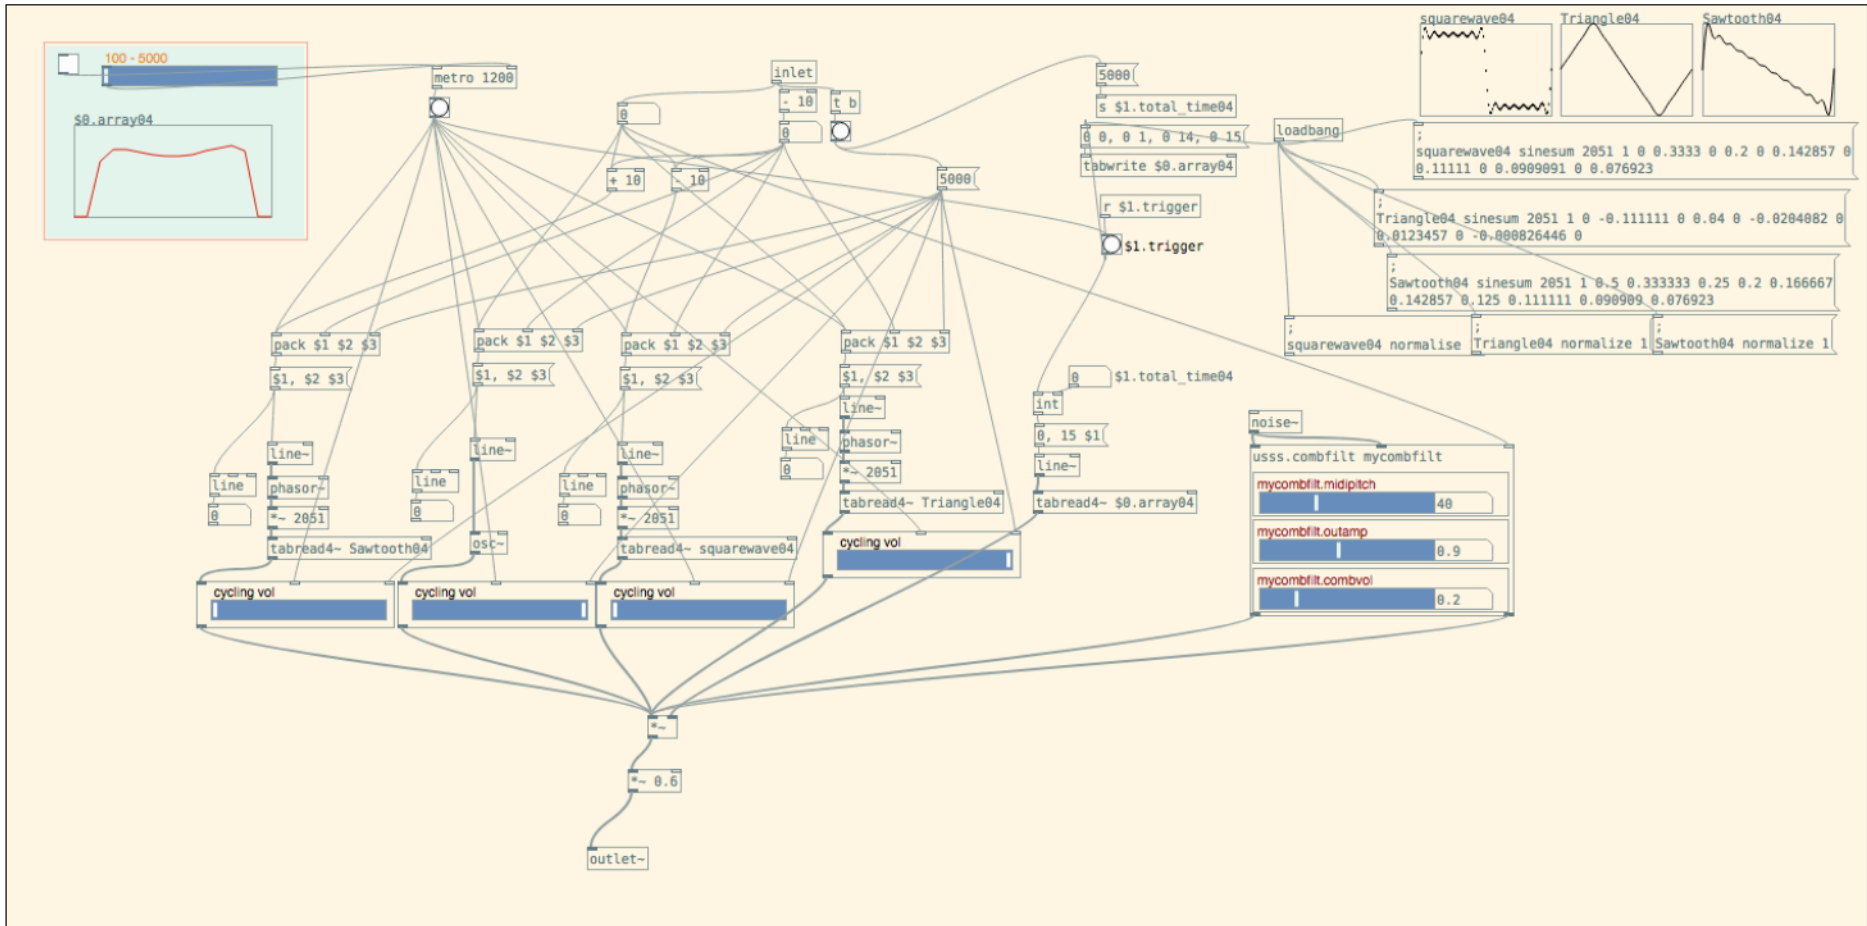 squarewave04
Triangle04
Sawtooth04
100 - 5000
metro 1200
inlet
5000
- 10
t b
0
0
s $1.total_time04
$0.array04
0 0, 0 1, 0 14, 0 15
loadbang
;
squarewave04 sinesum 2051 1 0 0.3333 0 0.2 0 0.142857 0
0.11111 0 0.0909091 0 0.076923
tabwrite $0.array04
+ 10
- 10
5000
r $1.trigger
;
Triangle04 sinesum 2051 1 0 -0.111111 0 0.04 0 -0.0204082 0
0.0123457 0 -0.000826446 0
$1.trigger
;
Sawtooth04 sinesum 2051 1 0.5 0.333333 0.25 0.2 0.166667
0.142857 0.125 0.111111 0.090909 0.076923
;
squarewave04 normalise
;
Triangle04 normalize 1
;
Sawtooth04 normalize 1
pack $1 $2 $3
pack $1 $2 $3
pack $1 $2 $3
pack $1 $2 $3
$1, $2 $3
$1, $2 $3
$1, $2 $3
$1, $2 $3
0
$1.total_time04
int
line~
noise~
0, 15 $1
line
phasor~
line~
line~
line~
usss.combfilt mycombfilt
line~
0
*~ 2051
line
phasor~
line
line
phasor~
mycombfilt.midipitch
40
tabread4~ Triangle04
tabread4~ $0.array04
0
*~ 2051
0
0
*~ 2051
mycombfilt.outamp
0.9
tabread4~ Sawtooth04
osc~
tabread4~ squarewave04
cycling vol
mycombfilt.combvol
0.2
cycling vol
cycling vol
cycling vol
*~
*~ 0.6
outlet~